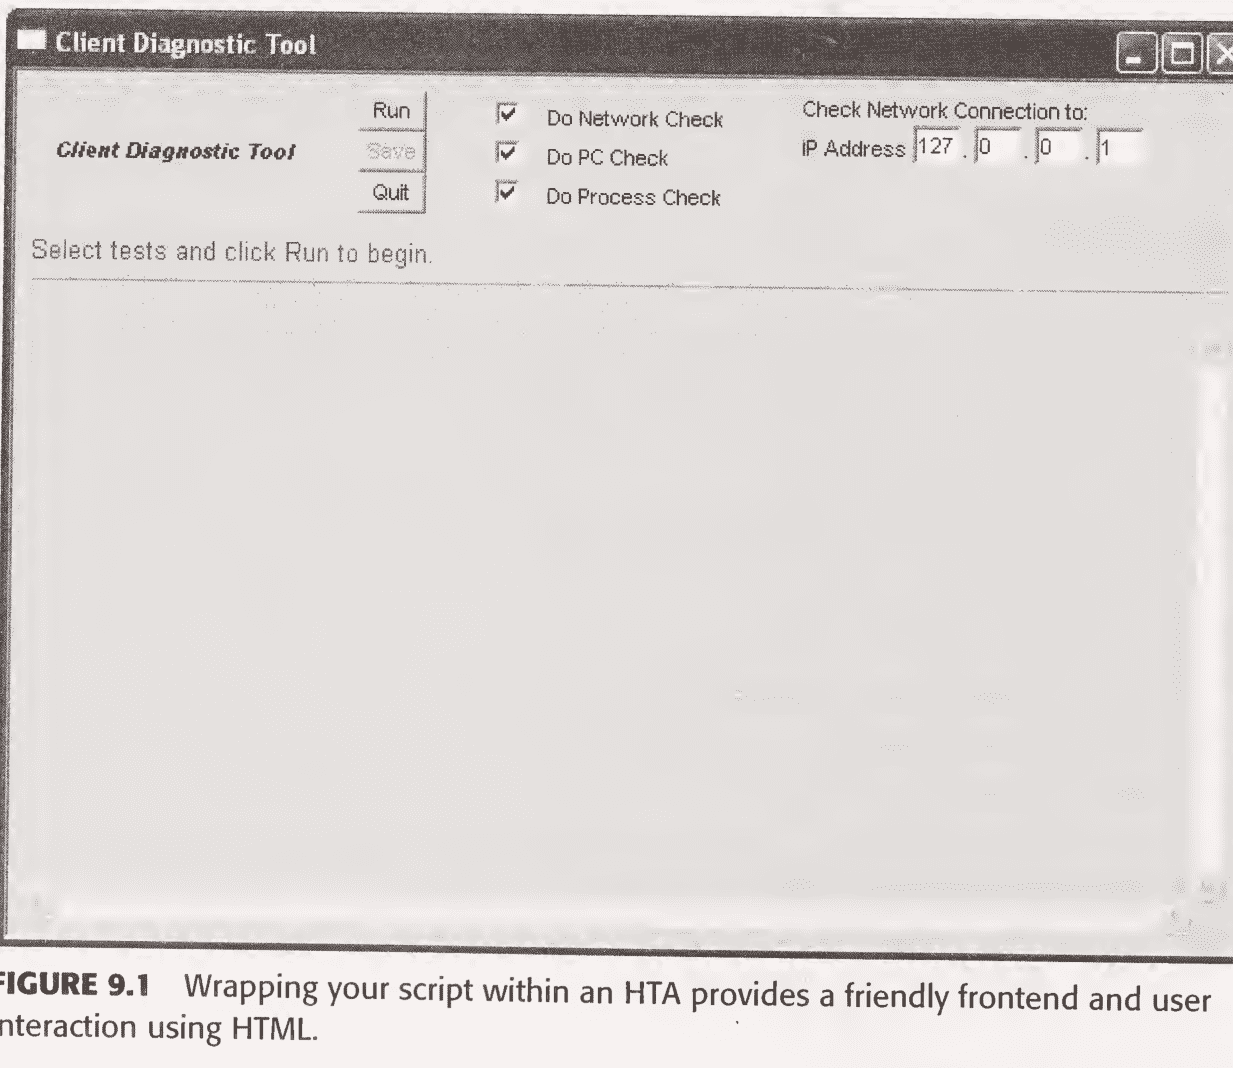 Client Diagnostic Tool
Client Diagnostic Tool
Run
Save
Quit
Do Network Check
Do PC Check
Do Process Check
Check Network Connection to:
IP Address 127 . 0 . 0 . 1
Select tests and click Run to begin.
FIGURE 9.1 Wrapping your script within an HTA provides a friendly frontend and user
interaction using HTML.